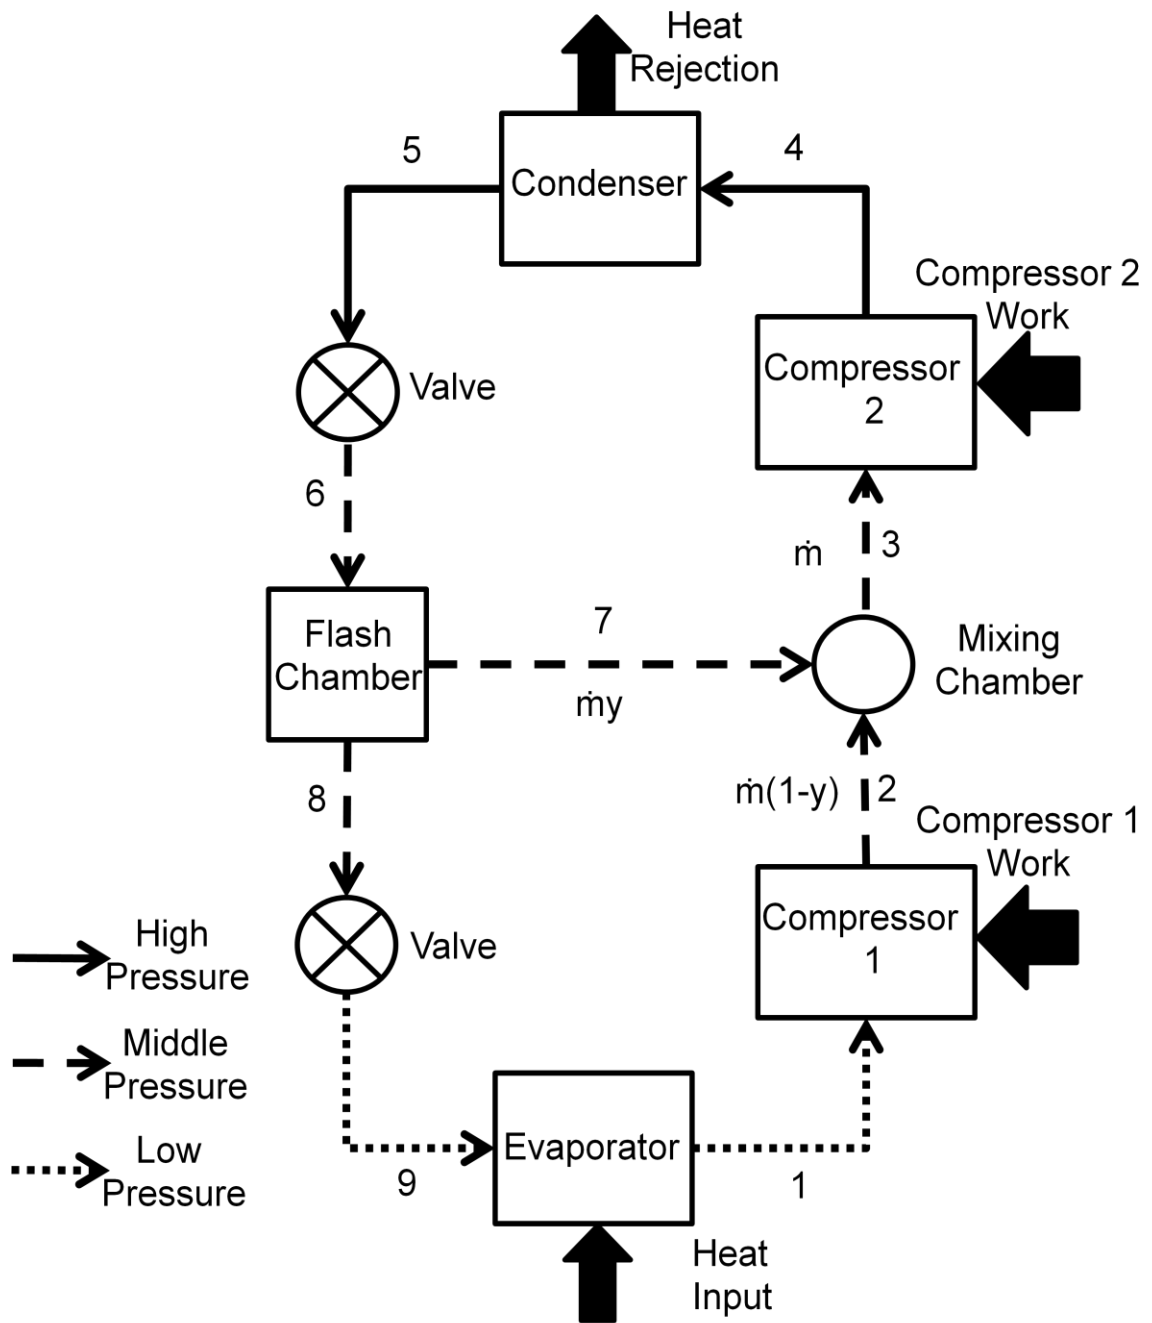 Heat
Rejection
5
4
Condenser
Compressor 2
Work
Compressor
2
Valve
6
ṁ
3
Flash
Chamber
7
ṁy
Mixing
Chamber
8
ṁ(1-y)
2
Compressor 1
Work
Compressor
1
Valve
High
Pressure
Middle
Pressure
Low
Pressure
Evaporator
9
1
Heat
Input